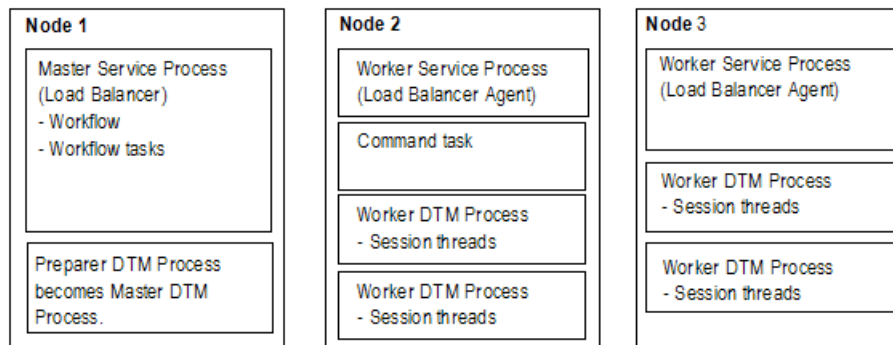 Node 1
Master Service Process
(Load Balancer)
- Workflow
- Workflow tasks
Preparer DTM Process
becomes Master DTM
Process.
Node 2
Worker Service Process
(Load Balancer Agent)
Command task
Worker DTM Process
- Session threads
Worker DTM Process
- Session threads
Node 3
Worker Service Process
(Load Balancer Agent)
Worker DTM Process
- Session threads
Worker DTM Process
- Session threads